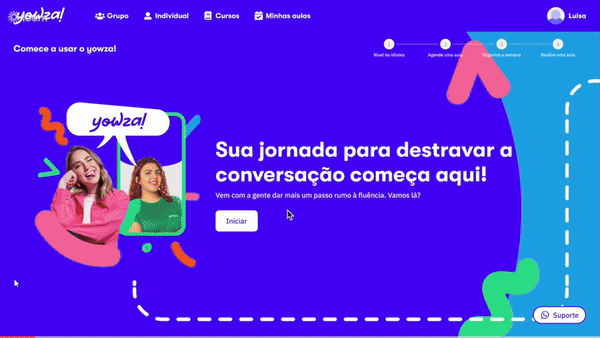 yowza!
Grupo
Individual
Cursos
Minhas aulas
Luisa
Comece a usar o yowza!
1
2
3
4
Nível no idioma
Agende uma aula
Organize a semana
Realize uma aula
yowza!
Sua jornada para destravar a
conversação começa aqui!
Vem com a gente dar mais um passo rumo à fluência. Vamos lá?
Iniciar
Suporte